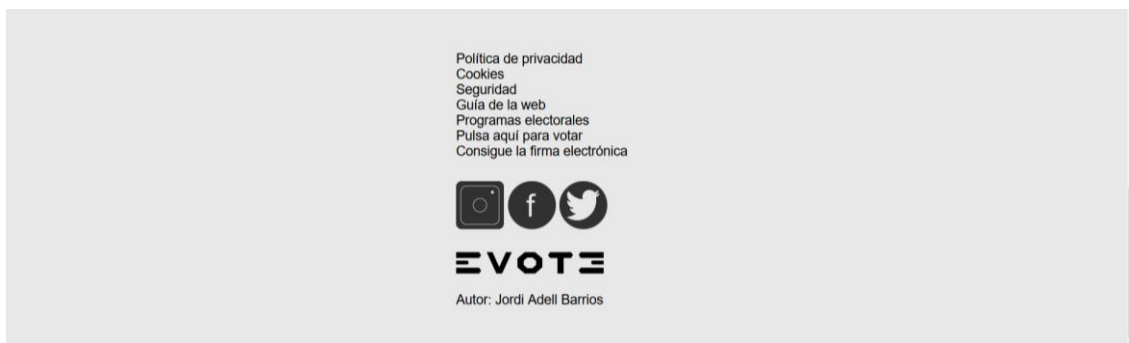 Política de privacidad
Cookies
Seguridad
Guía de la web
Programas electorales
Pulsa aquí para votar
Consigue la firma electrónica
f
EVOTE
Autor: Jordi Adell Barrios